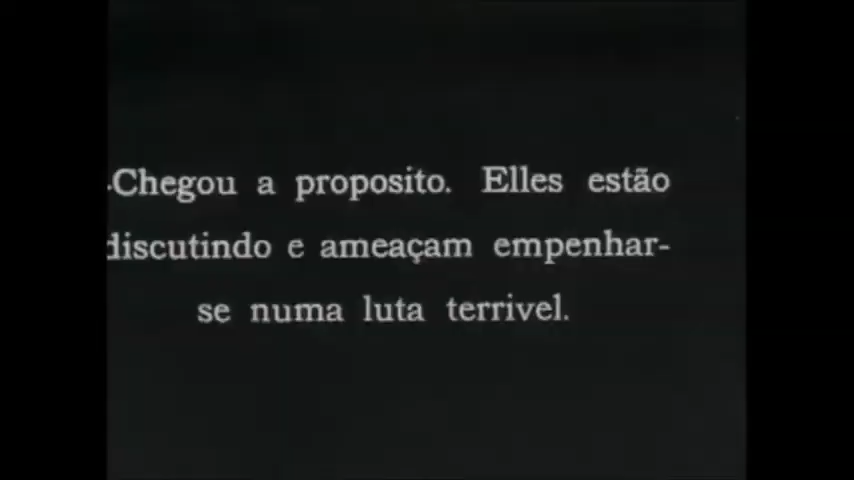 -Chegou a proposito. Elles estão
discutindo e ameaçam empenhar-
se numa luta terrivel.